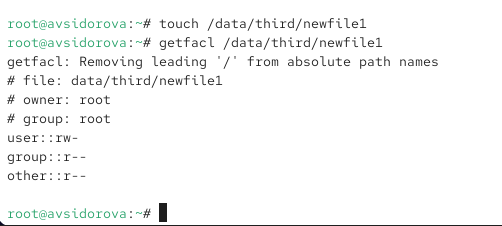 root@avsidorova:~# touch /data/third/newfile1
root@avsidorova:~# getfacl /data/third/newfile1
getfacl: Removing leading '/' from absolute path names
# file: data/third/newfile1
# owner: root
# group: root
user::rw-
group::r--
other::r--
root@avsidorova:~#